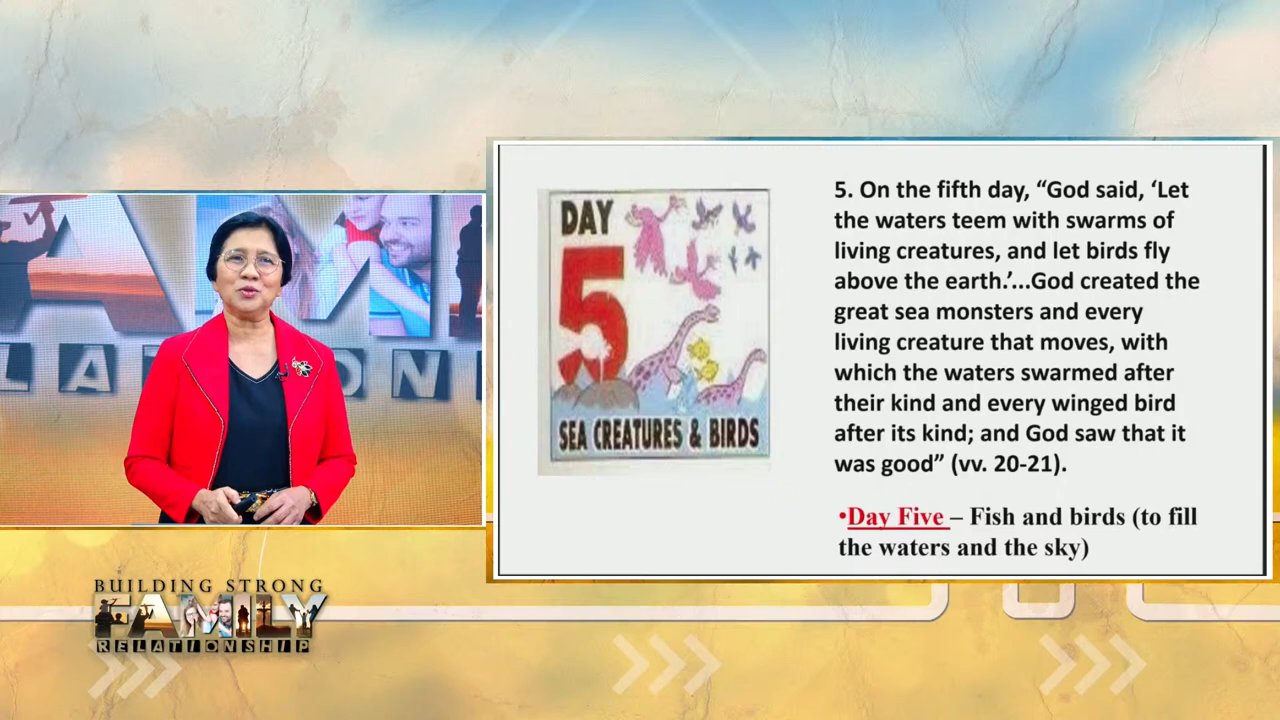 DAY
5
SEA CREATURES & BIRDS
5. On the fifth day, “God said, ‘Let
the waters teem with swarms of
living creatures, and let birds fly
above the earth.’...God created the
great sea monsters and every
living creature that moves, with
which the waters swarmed after
their kind and every winged bird
after its kind; and God saw that it
was good” (vv. 20-21).
•Day Five – Fish and birds (to fill
the waters and the sky)
BUILDING STRONG
FAMILY
RELATIONSHIP